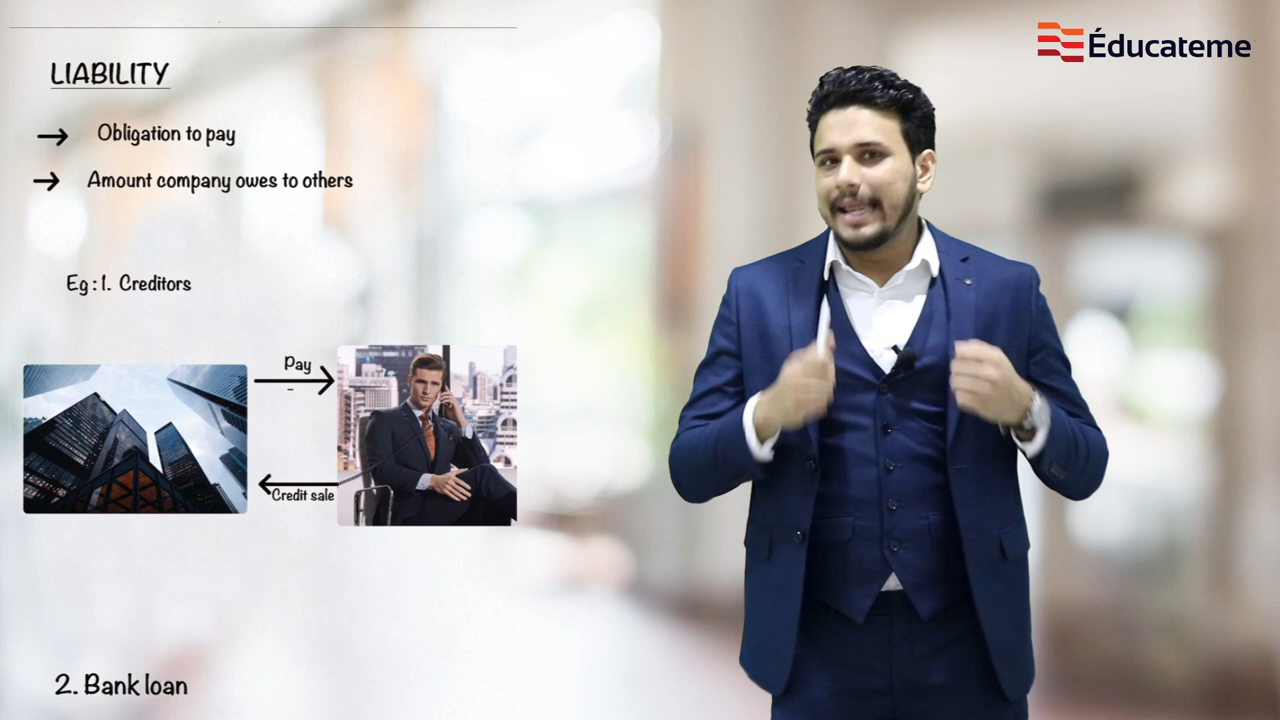 Éducateme
LIABILITY
→ Obligation to pay
→ Amount company owes to others
Eg : 1. Creditors
Pay
Credit sale
2. Bank loan